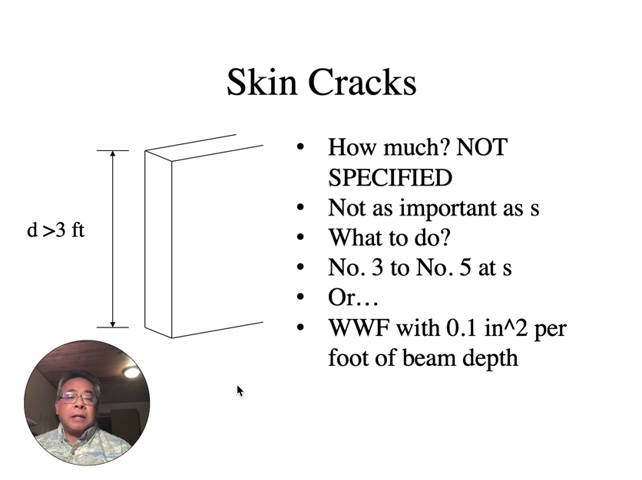 Skin Cracks
d >3 ft
• How much? NOT
SPECIFIED
• Not as important as s
• What to do?
• No. 3 to No. 5 at s
• Or…
• WWF with 0.1 in^2 per
foot of beam depth